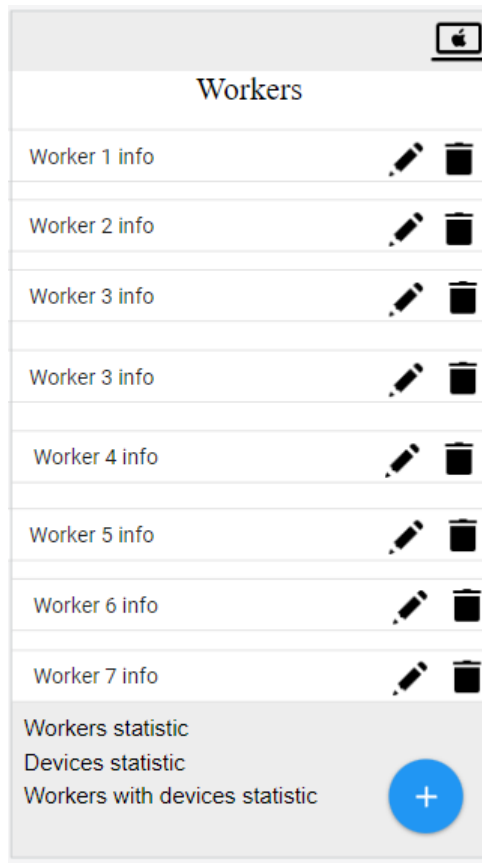 Workers
Worker 1 info
Worker 2 info
Worker 3 info
Worker 3 info
Worker 4 info
Worker 5 info
Worker 6 info
Worker 7 info
Workers statistic
Devices statistic
Workers with devices statistic
+